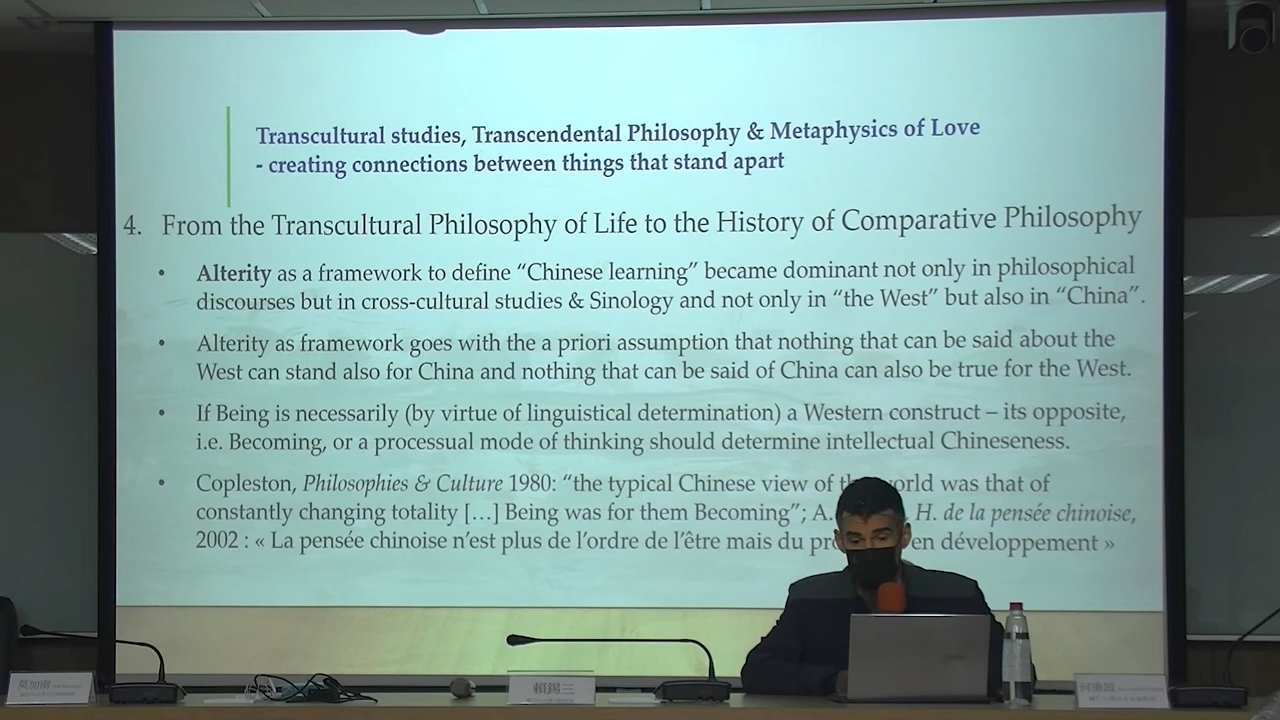 Transcultural studies, Transcendental Philosophy & Metaphysics of Love
- creating connections between things that stand apart
4. From the Transcultural Philosophy of Life to the History of Comparative Philosophy
• Alterity as a framework to define “Chinese learning” became dominant not only in philosophical
discourses but in cross-cultural studies & Sinology and not only in “the West” but also in “China”.
• Alterity as framework goes with the a priori assumption that nothing that can be said about the
West can stand also for China and nothing that can be said of China can also be true for the West.
• If Being is necessarily (by virtue of linguistical determination) a Western construct – its opposite,
i.e. Becoming, or a processual mode of thinking should determine intellectual Chineseness.
• Copleston, Philosophies & Culture 1980: “the typical Chinese view of the world was that of
constantly changing totality […] Being was for them Becoming”; A. H. de la pensée chinoise,
2002 : « La pensée chinoise n’est plus de l’ordre de l’être mais du en développement »
莫加南
賴錫三